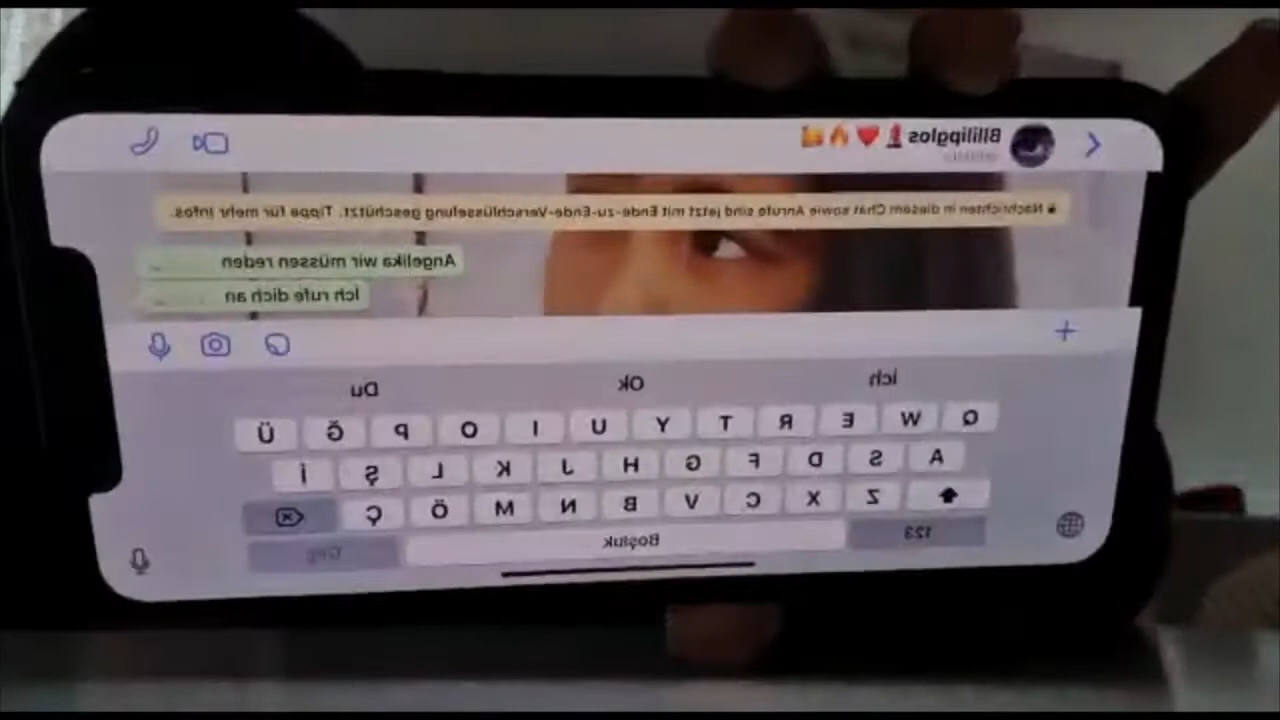 Bililipglos💄❤️🔥🥰
🔒 Nachrichten in diesem Chat sowie Anrufe sind jetzt mit Ende-zu-Ende-Verschlüsselung geschützt. Tippe für mehr Infos.
Angelika wir müssen reden
Ich rufe dich an
ich Ok Du
Q W E R T Y U I O P Ğ Ü
A S D F G H J K L Ş İ
Z X C V B N M Ö Ç
123 Boşluk